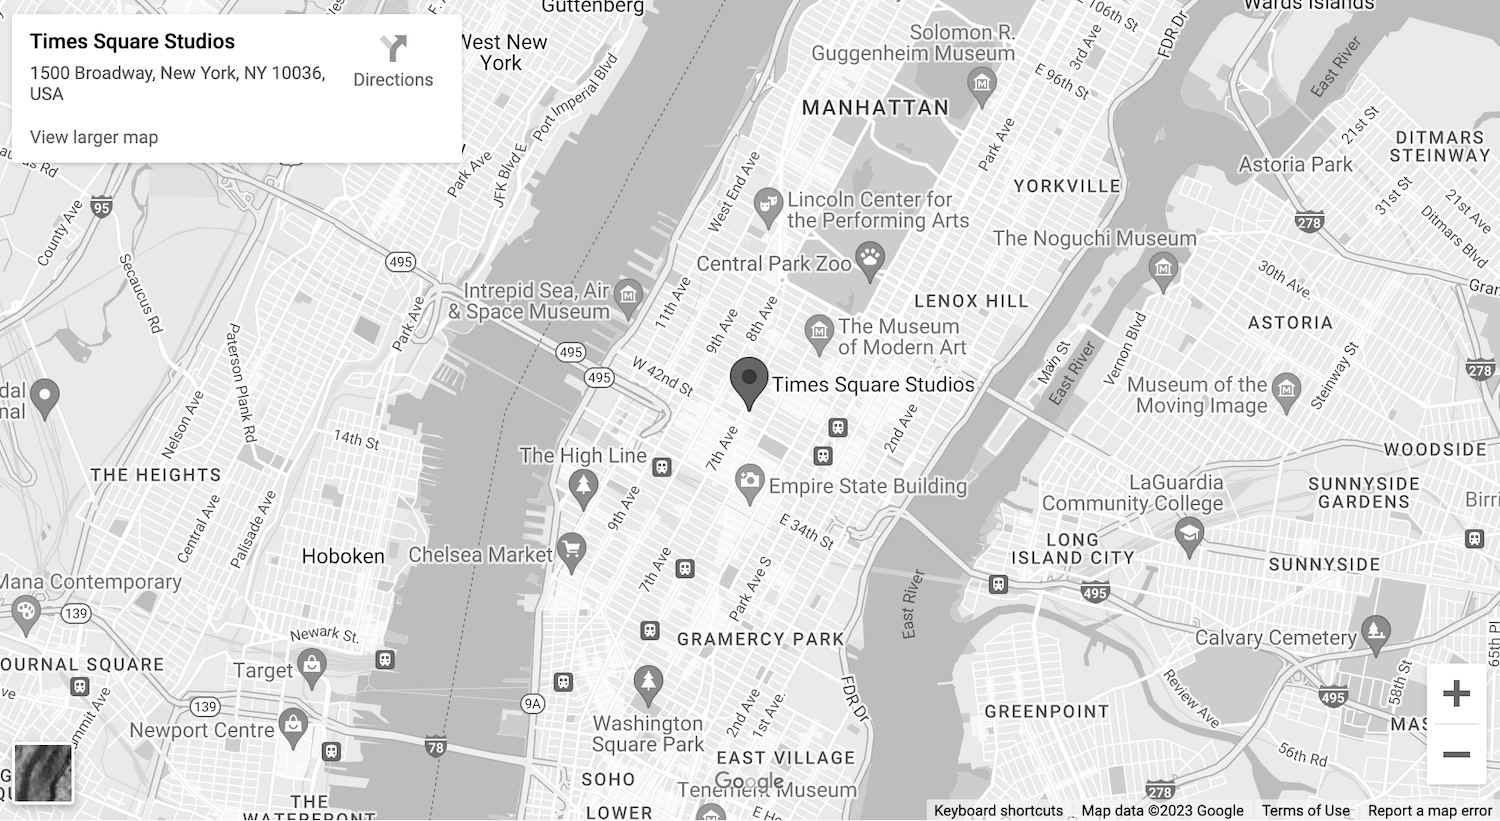 Times Square Studios
1500 Broadway, New York, NY 10036,
USA
Directions
View larger map
Guttenberg
West New
York
Port Imperial Blvd
JFK Blvd E
Park Ave
95
County Ave
Secaucus Rd
Paterson Plank Rd
Park Ave
495
Solomon R.
Guggenheim Museum
MANHATTAN
106th St
3rd Ave
E 96th St
Park Ave
FDR Dr
Wards Islands
East River
21st St
DITMARS
STEINWAY
Astoria Park
31st St
21st Ave
Ditmars Blvd
278
YORKVILLE
West End Ave
Lincoln Center for
the Performing Arts
The Noguchi Museum
Central Park Zoo
30th Ave.
Intrepid Sea, Air
& Space Museum
11th Ave
9th Ave
8th Ave
LENOX HILL
The Museum
of Modern Art
ASTORIA
Main St
East River
Vernon Blvd
Steinway St
278
495
495
W 42nd St
Times Square Studios
Museum of the
Moving Image
Nelson Ave
14th St
7th Ave
2nd Ave
WOODSIDE
The High Line
THE HEIGHTS
Empire State Building
LaGuardia
Community College
SUNNYSIDE
GARDENS
9th Ave
Central Ave
Palisade Ave
E 34th St
Hoboken
Chelsea Market
LONG
ISLAND CITY
SUNNYSIDE
Mana Contemporary
7th Ave
Park Ave S
East River
495
139
Newark St.
GRAMERCY PARK
Calvary Cemetery
65th Pl
Target
58th St
495
Review Ave
139
9A
FDR Dr
2nd Ave
1st Ave.
GREENPOINT
Newport Centre
Washington
Square Park
78
EAST VILLAGE
56th Rd
SOHO
Google
Tenement Museum
278
THE
WATERFRONT
LOWER
Keyboard shortcuts
Map data ©2023 Google
Terms of Use
Report a map error